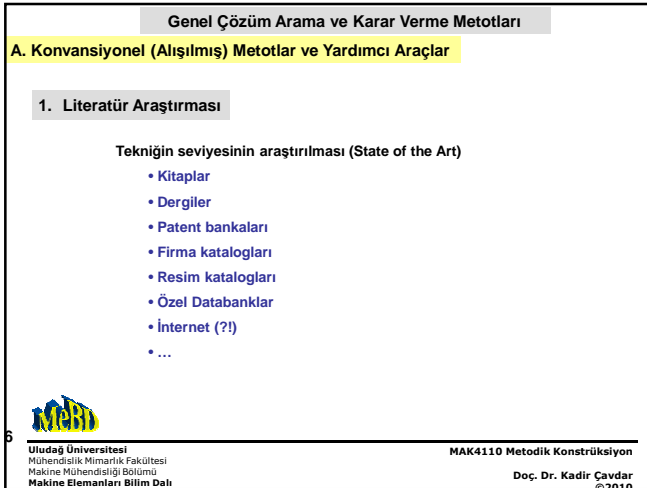 Genel Çözüm Arama ve Karar Verme Metotları
A. Konvansiyonel (Alışılmış) Metotlar ve Yardımcı Araçlar
1. Literatür Araştırması
Tekniğin seviyesinin araştırılması (State of the Art)
• Kitaplar
• Dergiler
• Patent bankaları
• Firma katalogları
• Resim katalogları
• Özel Databanklar
• İnternet (?!)
• …
MeBD
6
Uludağ Üniversitesi
Mühendislik Mimarlık Fakültesi
Makine Mühendisliği Bölümü
Makine Elemanları Bilim Dalı
MAK4110 Metodik Konstrüksiyon
Doç. Dr. Kadir Çavdar
©2010